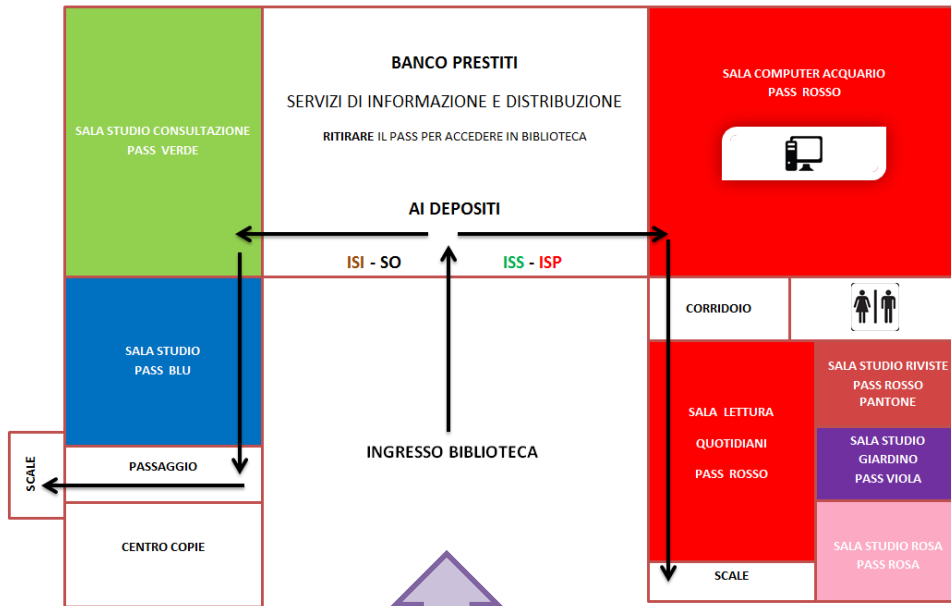 BANCO PRESTITI
SERVIZI DI INFORMAZIONE E DISTRIBUZIONE
RITIRARE IL PASS PER ACCEDERE IN BIBLIOTECA
AI DEPOSITI
ISI - SO
ISS - ISP
INGRESSO BIBLIOTECA
SALA STUDIO CONSULTAZIONE
PASS VERDE
SALA STUDIO
PASS BLU
PASSAGGIO
SCALE
CENTRO COPIE
SALA COMPUTER ACQUARIO
PASS ROSSO
CORRIDOIO
SALA LETTURA
QUOTIDIANI
PASS ROSSO
SCALE
SALA STUDIO RIVISTE
PASS ROSSO
PANTONE
SALA STUDIO
GIARDINO
PASS VIOLA
SALA STUDIO ROSA
PASS ROSA